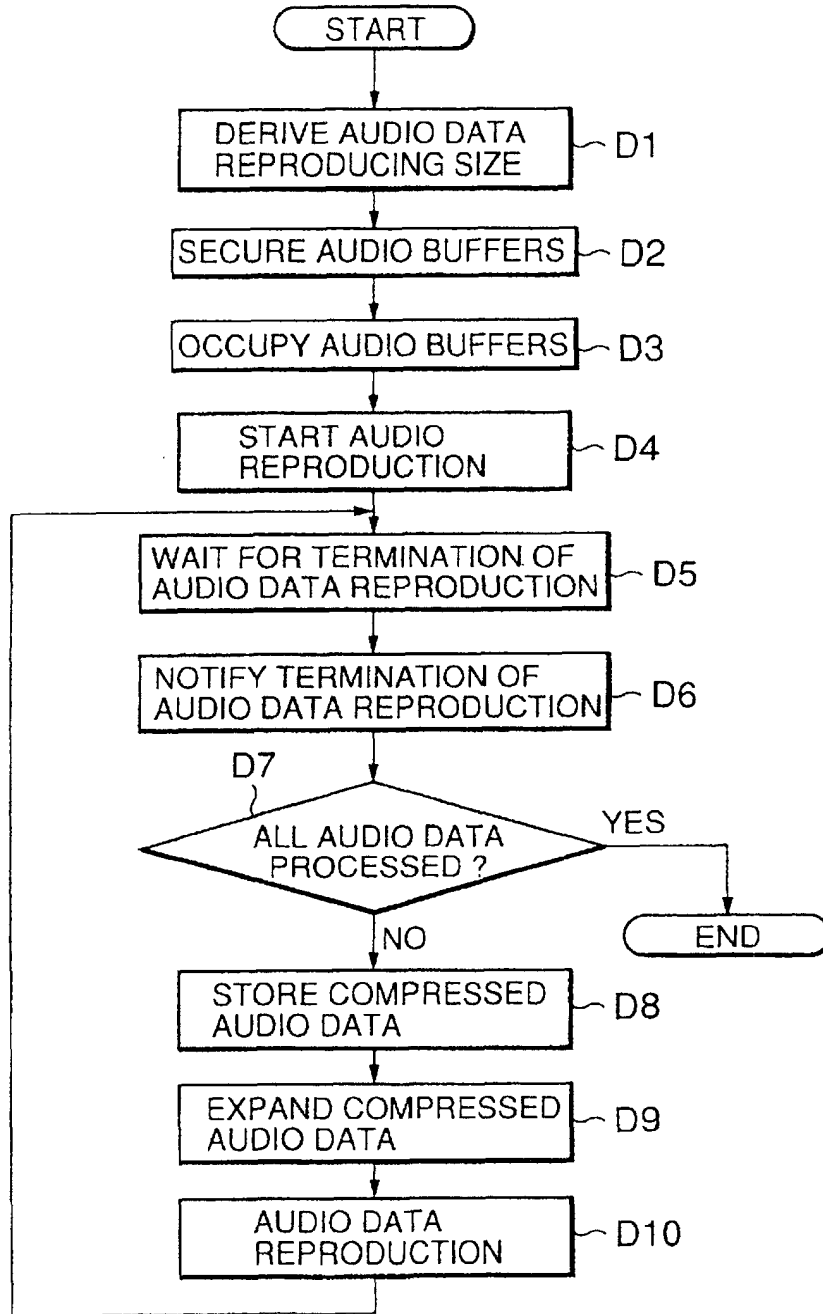 START
DERIVE AUDIO DATA
REPRODUCING SIZE
D1
SECURE AUDIO BUFFERS
D2
OCCUPY AUDIO BUFFERS
D3
START AUDIO
REPRODUCTION
D4
WAIT FOR TERMINATION OF
AUDIO DATA REPRODUCTION
D5
NOTIFY TERMINATION OF
AUDIO DATA REPRODUCTION
D6
D7
ALL AUDIO DATA
PROCESSED ?
YES
END
NO
STORE COMPRESSED
AUDIO DATA
D8
EXPAND COMPRESSED
AUDIO DATA
D9
AUDIO DATA
REPRODUCTION
D10